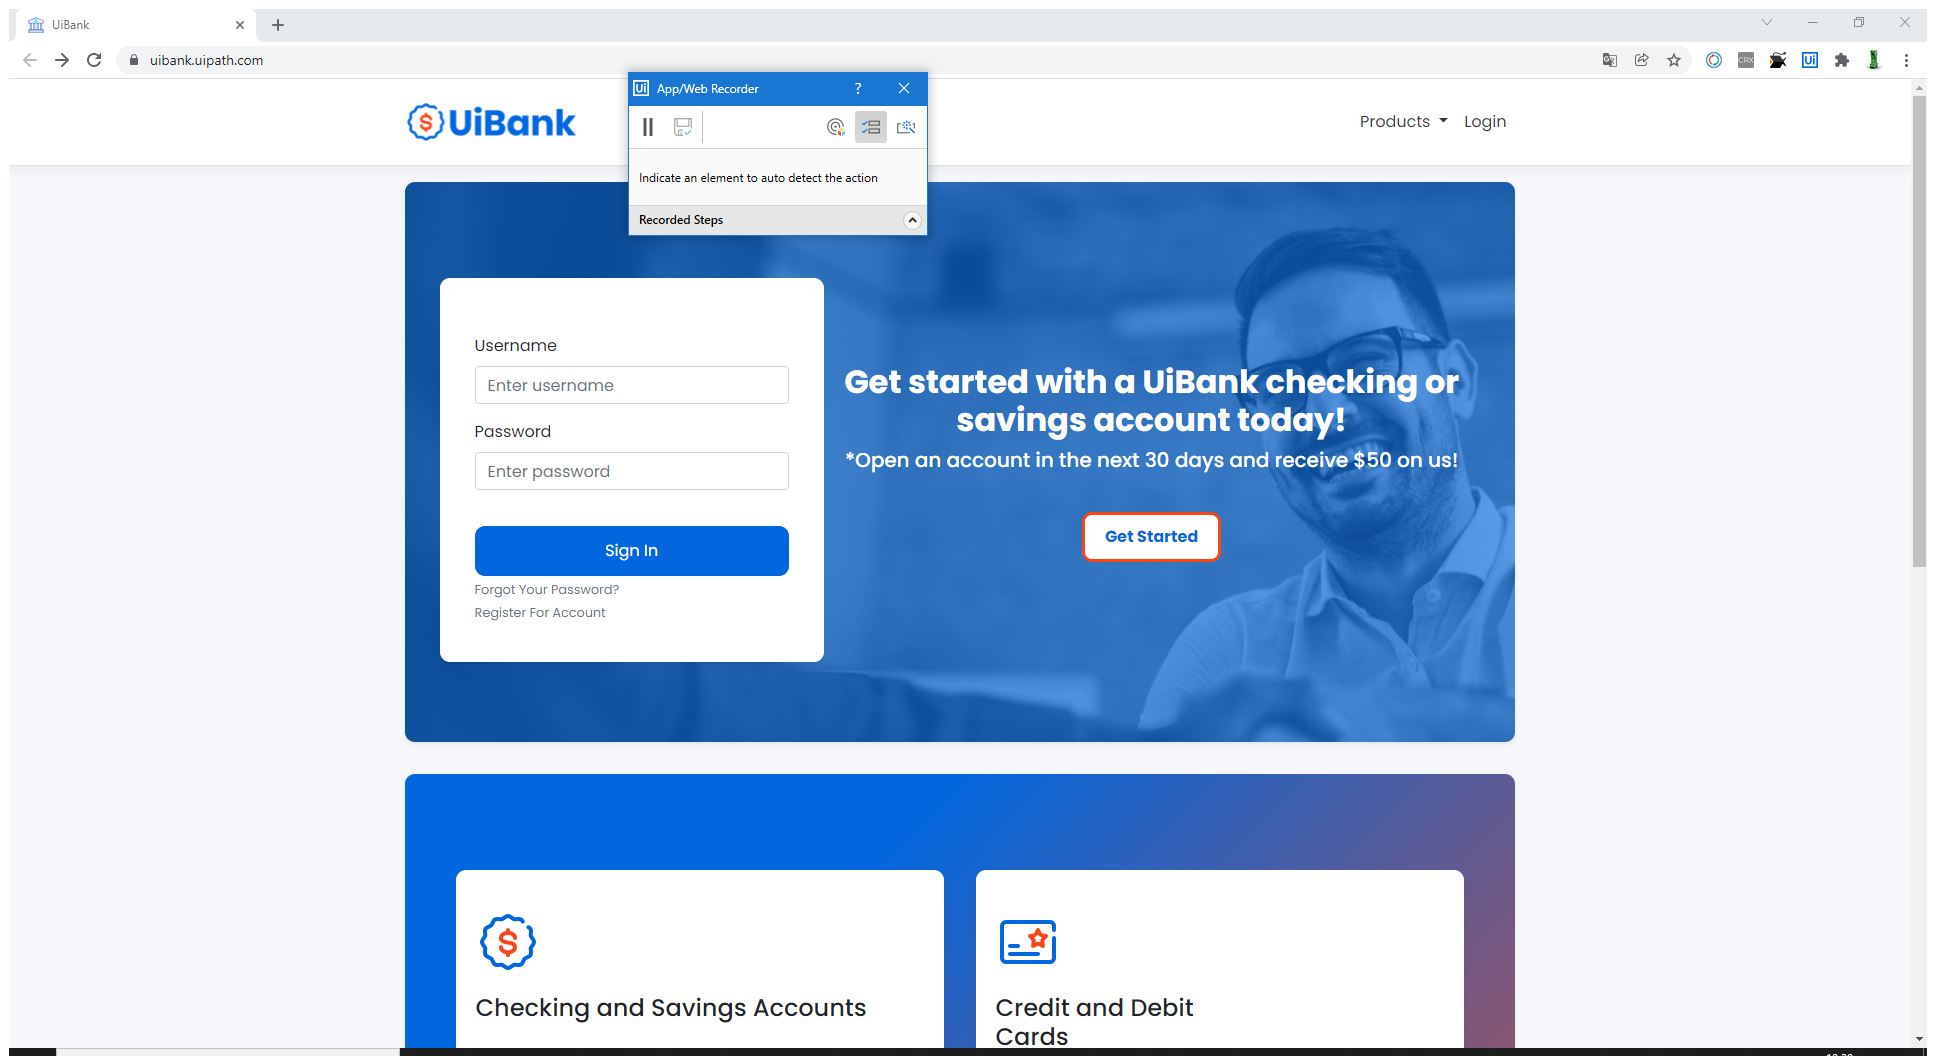 UiBank
uibank.uipath.com
CRX
Ui
Ui App/Web Recorder ?
Indicate an element to auto detect the action
Recorded Steps
UiBank
Products
Login
Username
Enter username
Password
Enter password
Sign In
Forgot Your Password?
Register For Account
Get started with a UiBank checking or
savings account today!
*Open an account in the next 30 days and receive $50 on us!
Get Started
Checking and Savings Accounts
Credit and Debit
Cards